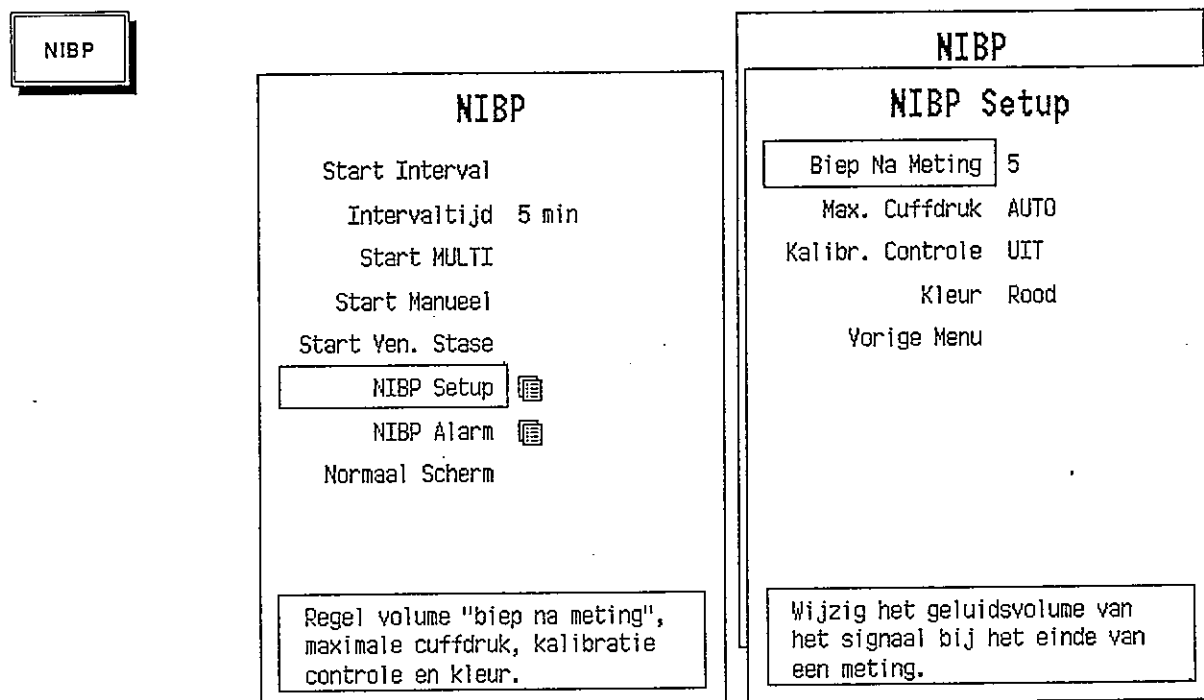 NIBP
NIBP
Start Interval
Intervaltijd 5 min
Start MULTI
Start Manueel
Start Ven. Stase
NIBP Setup
NIBP Alarm
Normaal Scherm
Regel volume "biep na meting",
maximale cuffdruk, kalibratie
controle en kleur.
NIBP
NIBP Setup
Biep Na Meting 5
Max. Cuffdruk AUTO
Kalibr. Controle UIT
Kleur Rood
Vorige Menu
Wijzig het geluidsvolume van
het signaal bij het einde van
een meting.